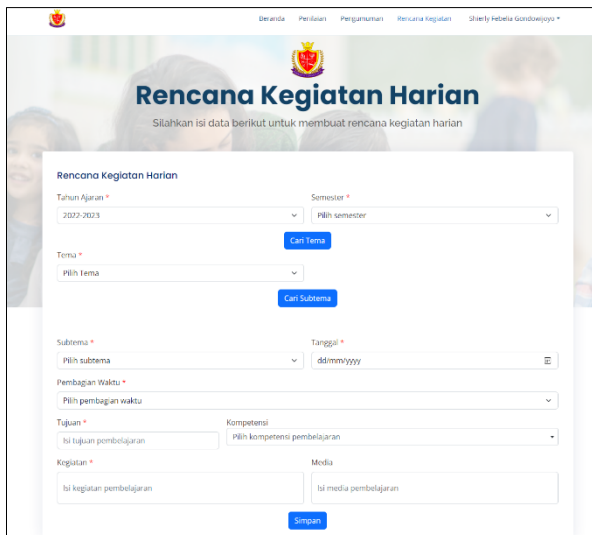 Beranda Penilaian Pengumuman Rencana Kegiatan Shierly Febelia Gondowijoyo
Rencana Kegiatan Harian
Silahkan isi data berikut untuk membuat rencana kegiatan harian
Rencana Kegiatan Harian
Tahun Ajaran * Semester *
2022-2023 Pilih semester
Cari Tema
Tema *
Pilih Tema
Cari Subtema
Subtema * Tanggal *
Pilih subtema dd/mm/yyyy
Pembagian Waktu *
Pilih pembagian waktu
Tujuan * Kompetensi
Isi tujuan pembelajaran Pilih kompetensi pembelajaran
Kegiatan * Media
Isi kegiatan pembelajaran Isi media pembelajaran
Simpan